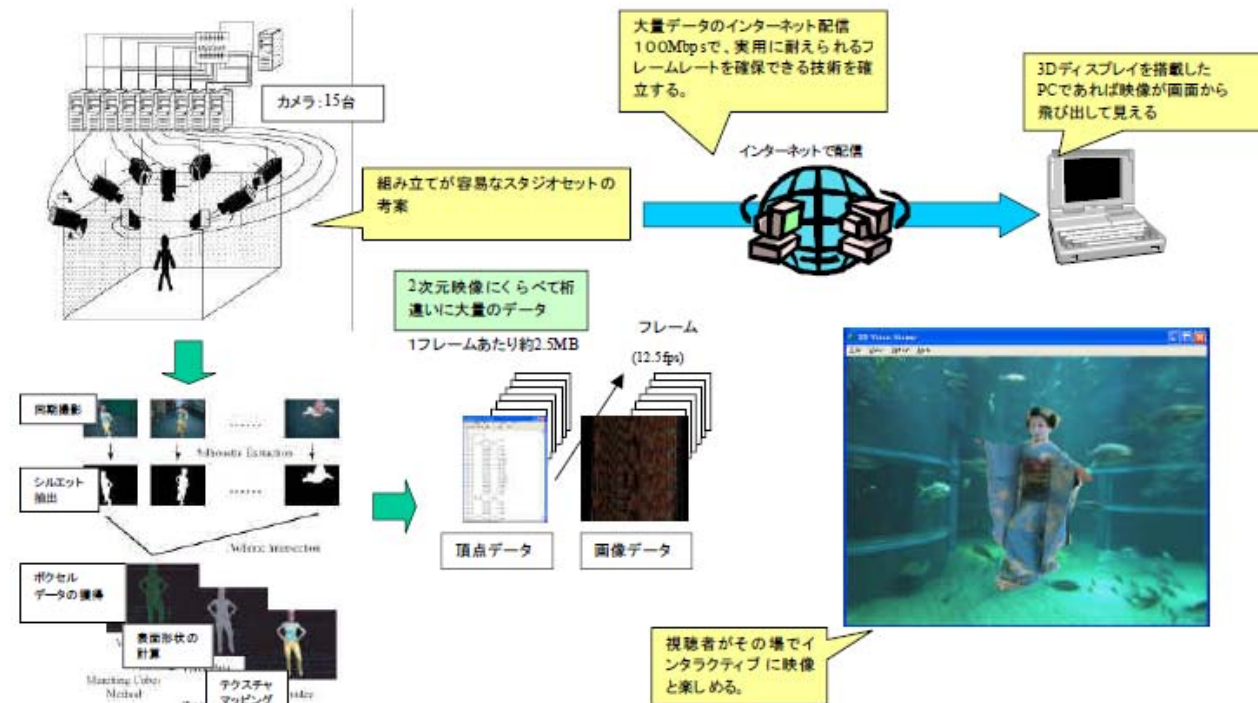 カメラ：15台
大量データのインターネット配信
１００Mbpsで、実用に耐えられるフ
レームレートを確保できる技術を確
立する。
3Dディスプレイを搭載した
PCであれば映像が画面から
飛び出して見える
インターネットで配信
組み立てが容易なスタジオセットの
考案
2次元映像にくらべて桁
違いに大量のデータ
1フレームあたり約2.5MB
フレーム
(12.5fps)
同期撮影
Silhouette Extraction
シルエット
抽出
Volume Intersection
ボクセル
データの獲得
表面形状の
計算
Marching Cubes
Method
テクスチャ
マッピング
頂点データ
画像データ
3D Video Viewer
視聴者がその場でイ
ンタラクティブに映像
と楽しめる。